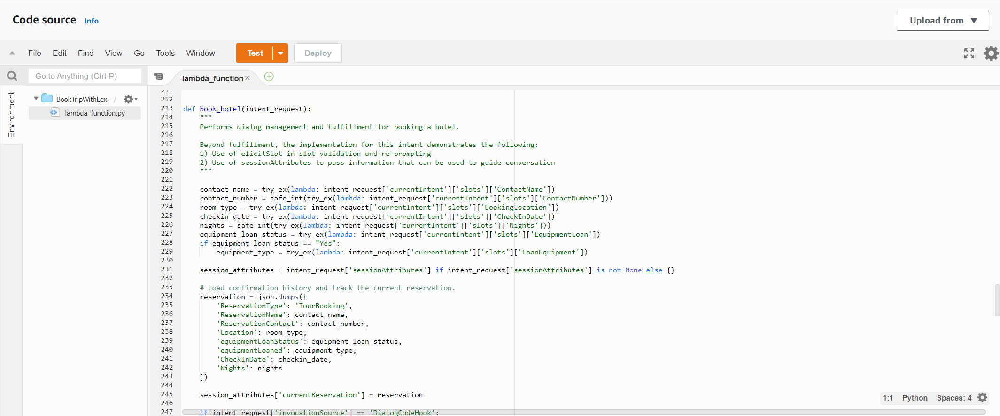 Code source Info
Upload from
File Edit Find View Go Tools Window Test Deploy
Go to Anything (Ctrl-P)
lambda_function
Environment
BookTripWithLex - /
lambda_function.py
211
212
213 def book_hotel(intent_request):
214 """
215 Performs dialog management and fulfillment for booking a hotel.
216
217 Beyond fulfillment, the implementation for this intent demonstrates the following:
218 1) Use of elicitSlot in slot validation and re-prompting
219 2) Use of sessionAttributes to pass information that can be used to guide conversation
220 """
221
222 contact_name = try_ex(lambda: intent_request['currentIntent']['slots']['ContactName'])
223 contact_number = safe_int(try_ex(lambda: intent_request['currentIntent']['slots']['ContactNumber']))
224 room_type = try_ex(lambda: intent_request['currentIntent']['slots']['BookingLocation'])
225 checkin_date = try_ex(lambda: intent_request['currentIntent']['slots']['CheckInDate'])
226 nights = safe_int(try_ex(lambda: intent_request['currentIntent']['slots']['Nights']))
227 equipment_loan_status = try_ex(lambda: intent_request['currentIntent']['slots']['EquipmentLoan'])
228 if equipment_loan_status == "Yes":
229 equipment_type = try_ex(lambda: intent_request['currentIntent']['slots']['LoanEquipment'])
230
231 session_attributes = intent_request['sessionAttributes'] if intent_request['sessionAttributes'] is not None else {}
232
233 # Load confirmation history and track the current reservation.
234 reservation = json.dumps({
235 'ReservationType': 'TourBooking',
236 'ReservationName': contact_name,
237 'ReservationContact': contact_number,
238 'Location': room_type,
239 'equipmentLoanStatus': equipment_loan_status,
240 'equipmentLoaned': equipment_type,
241 'CheckInDate': checkin_date,
242 'Nights': nights
243 })
244
245 session_attributes['currentReservation'] = reservation
246
247 if intent_request['invocationSource'] == 'DialogCodeHook':
1:1 Python Spaces: 4